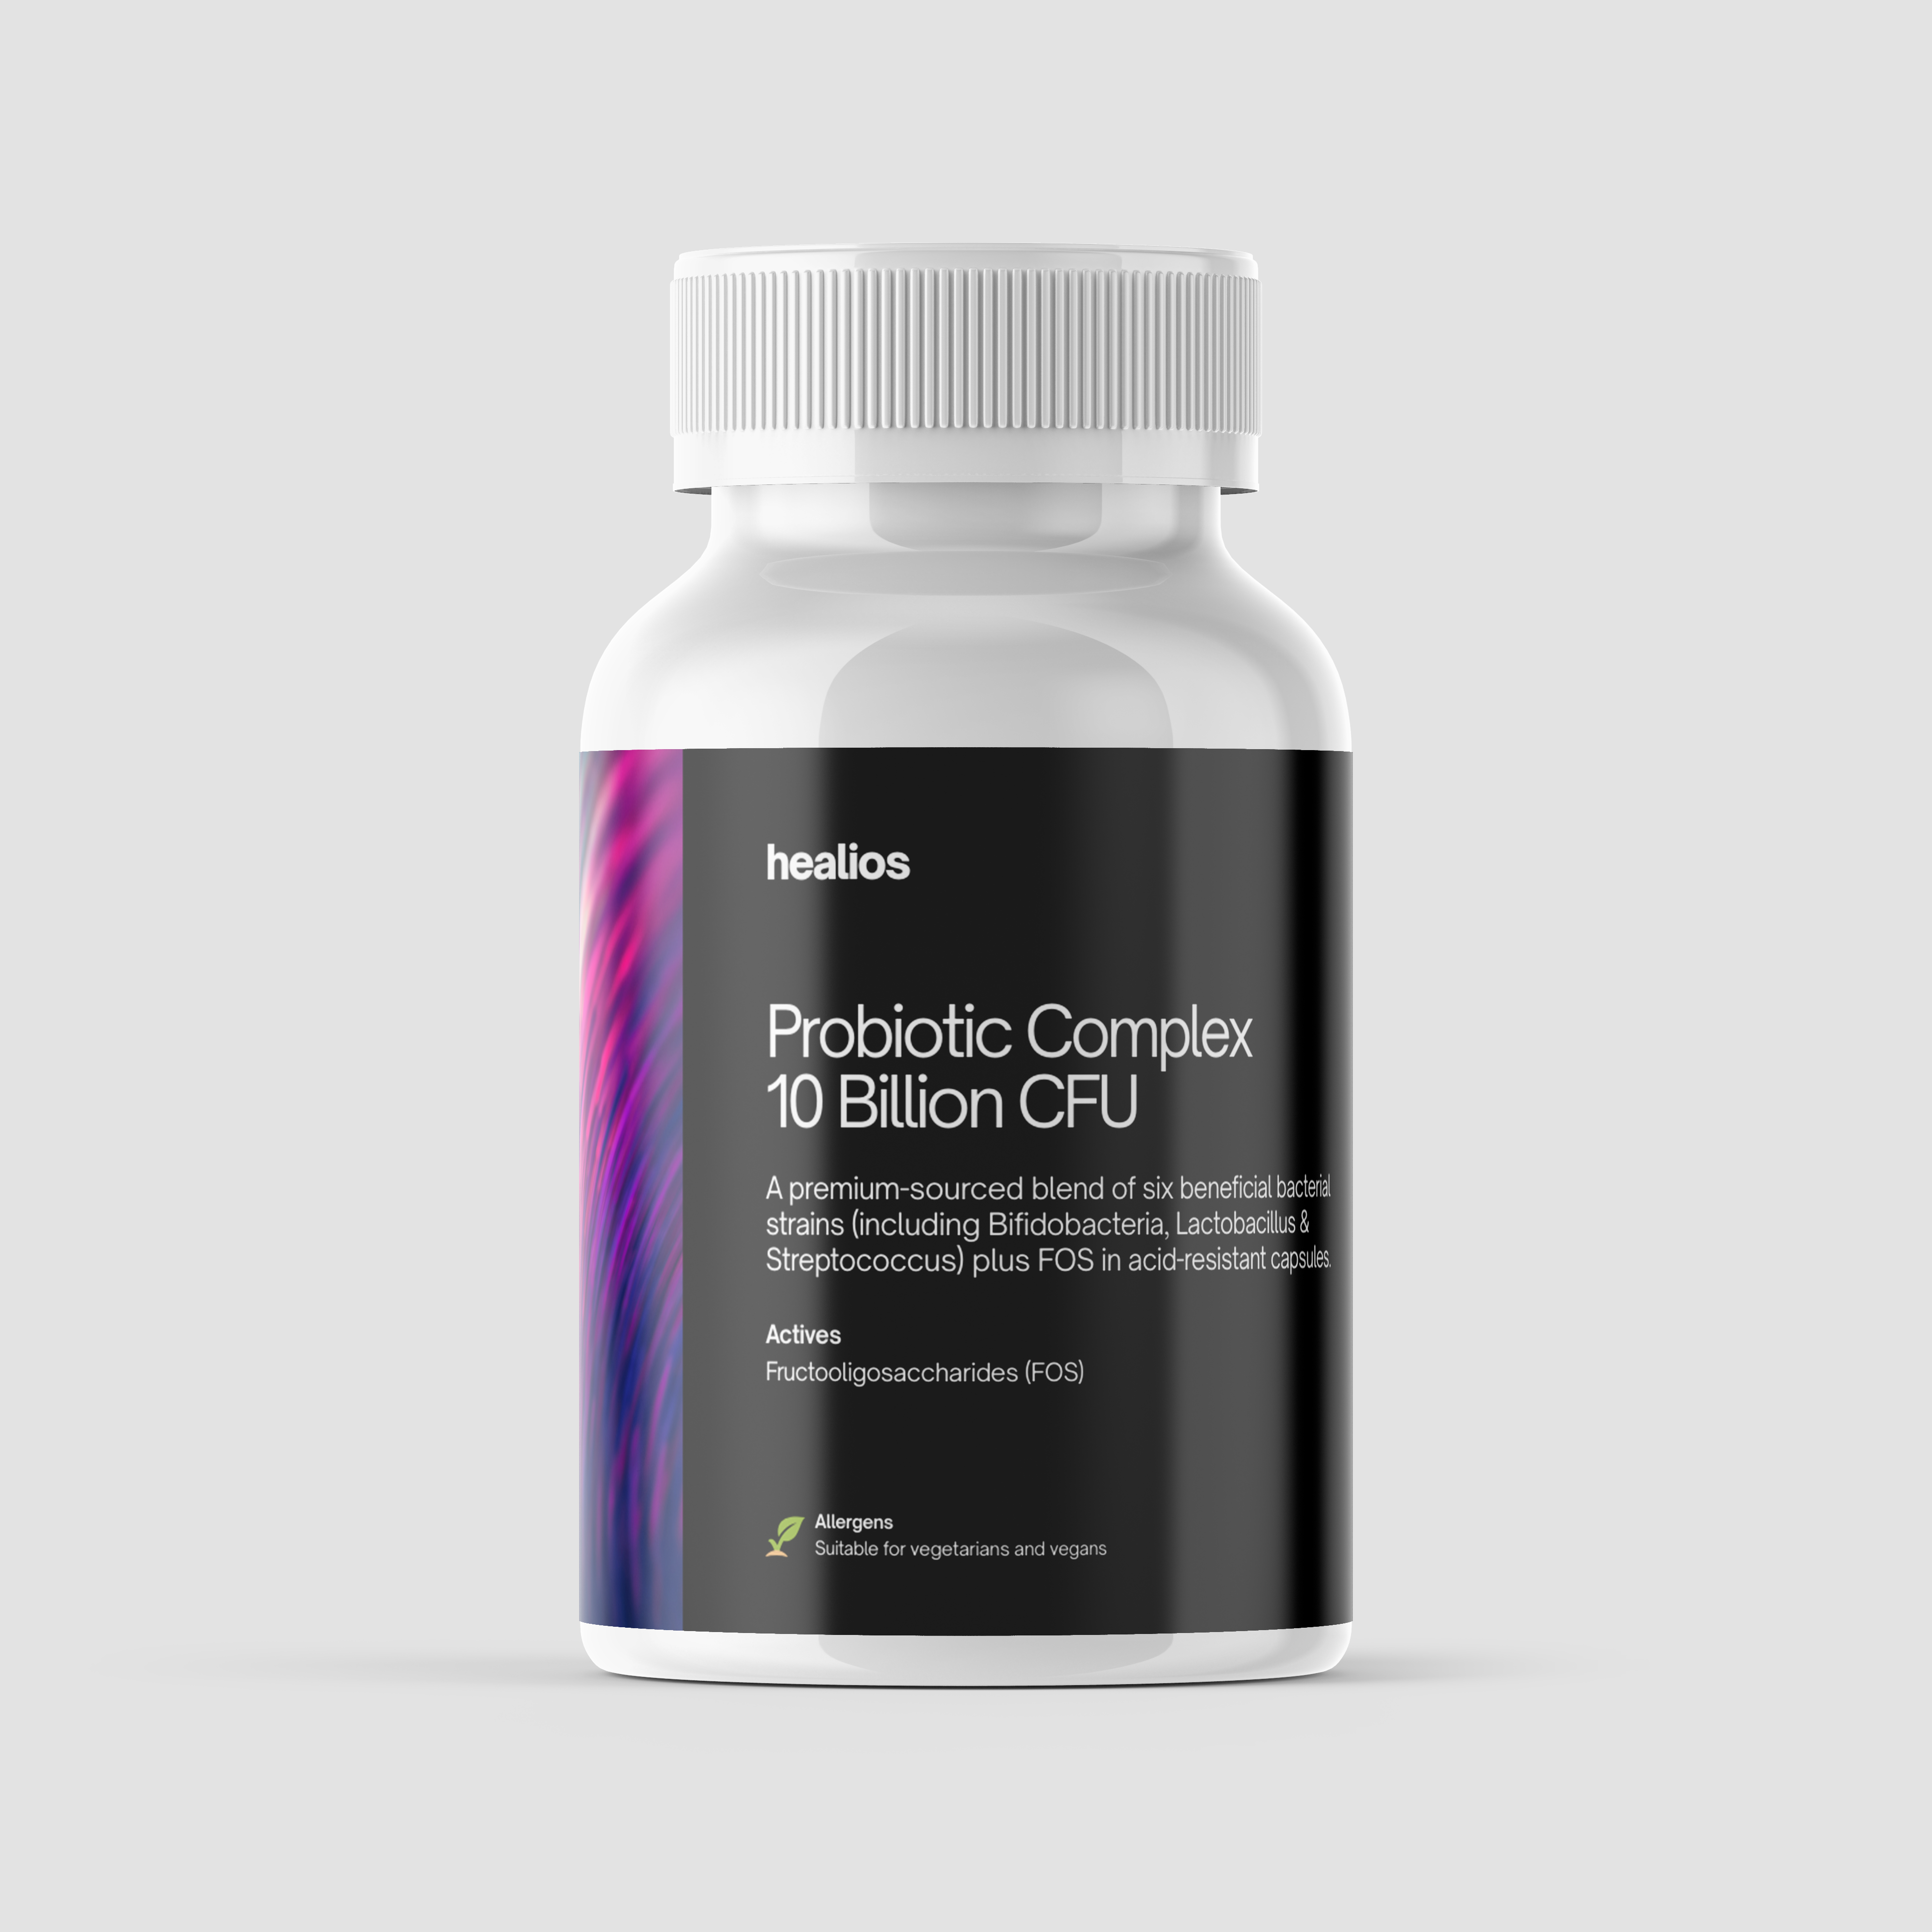 healios
Probiotic Complex
10 Billion CFU
A premium-sourced blend of six beneficial bacterial
strains (including Bifidobacteria, Lactobacillus &
Streptococcus) plus FOS in acid-resistant capsules.
Actives
Fructooligosaccharides (FOS)
Allergens
Suitable for vegetarians and vegans